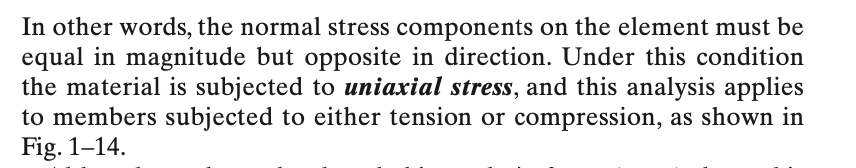 In other words, the normal stress components on the element must be
equal in magnitude but opposite in direction. Under this condition
the material is subjected to uniaxial stress, and this analysis applies
to members subjected to either tension or compression, as shown in
Fig. 1–14.